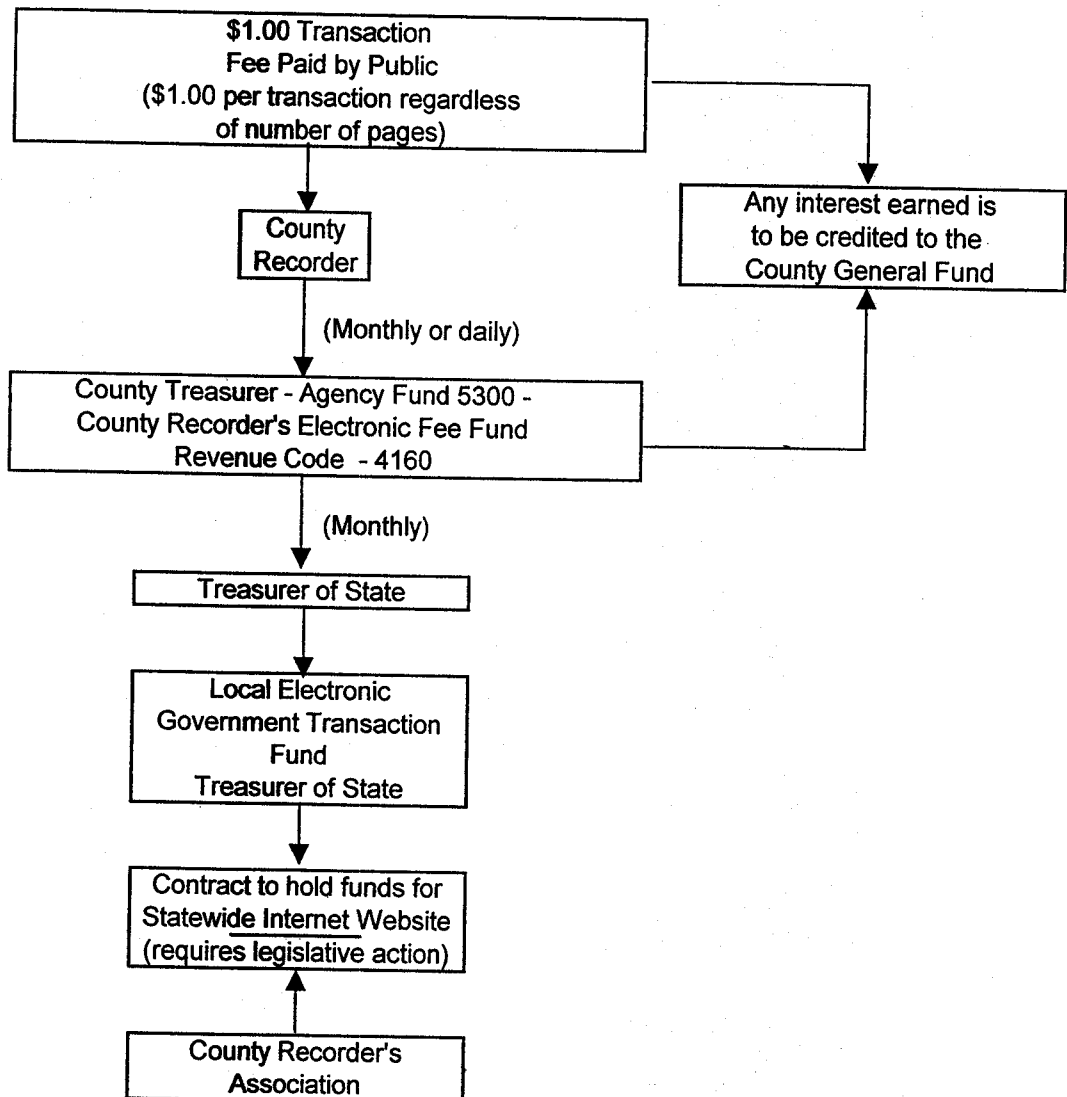 $1.00 Transaction
Fee Paid by Public
($1.00 per transaction regardless
of number of pages)
County
Recorder
Any interest earned is
to be credited to the
County General Fund
(Monthly or daily)
County Treasurer - Agency Fund 5300 -
County Recorder's Electronic Fee Fund
Revenue Code - 4160
(Monthly)
Treasurer of State
Local Electronic
Government Transaction
Fund
Treasurer of State
Contract to hold funds for
Statewide Internet Website
(requires legislative action)
County Recorder's
Association